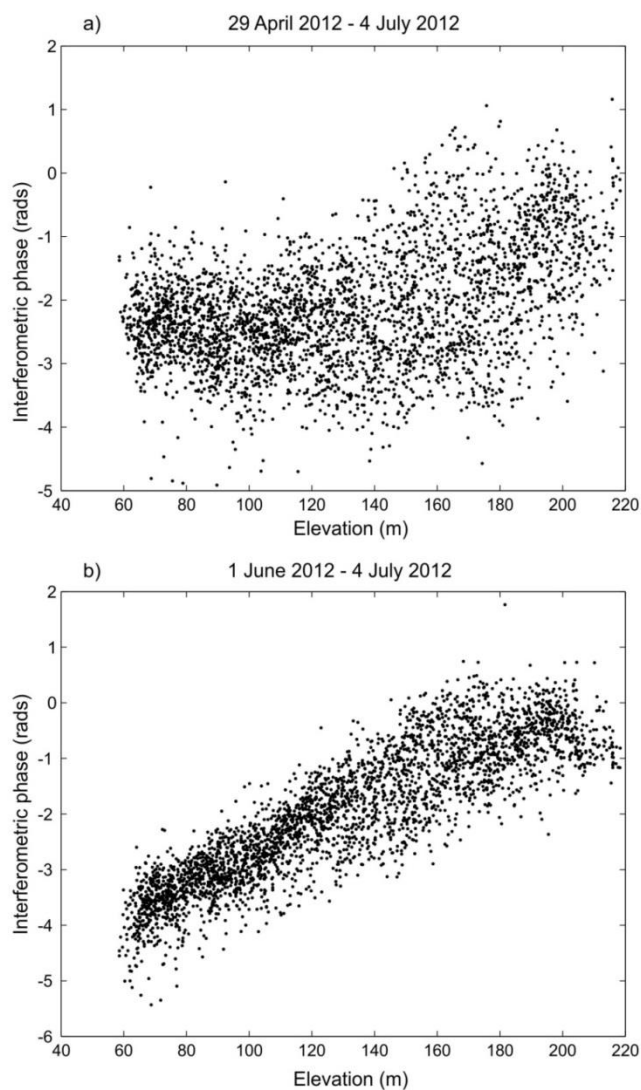 a) 29 April 2012 - 4 July 2012
2
1
0
-1
-2
-3
-4
-5
Interferometric phase (rads)
40 60 80 100 120 140 160 180 200 220
Elevation (m)
b) 1 June 2012 - 4 July 2012
2
1
0
-1
-2
-3
-4
-5
-6
Interferometric phase (rads)
40 60 80 100 120 140 160 180 200 220
Elevation (m)